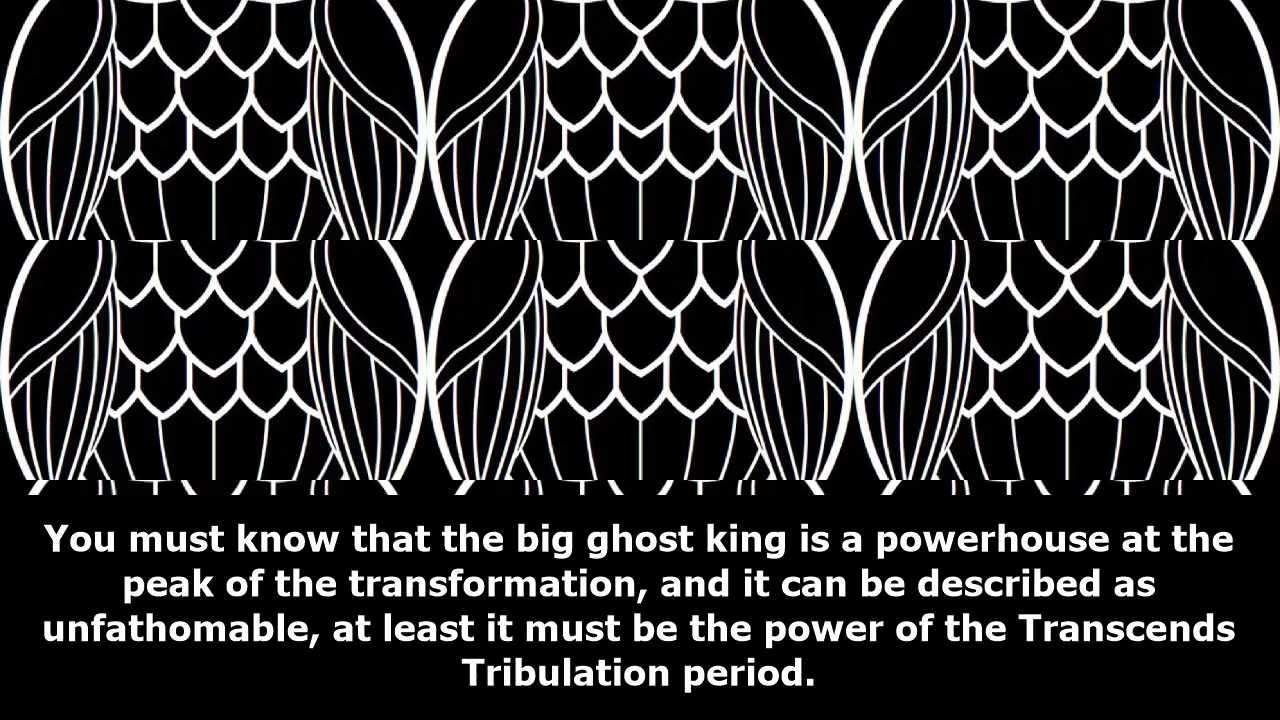 You must know that the big ghost king is a powerhouse at the
peak of the transformation, and it can be described as
unfathomable, at least it must be the power of the Transcends
Tribulation period.